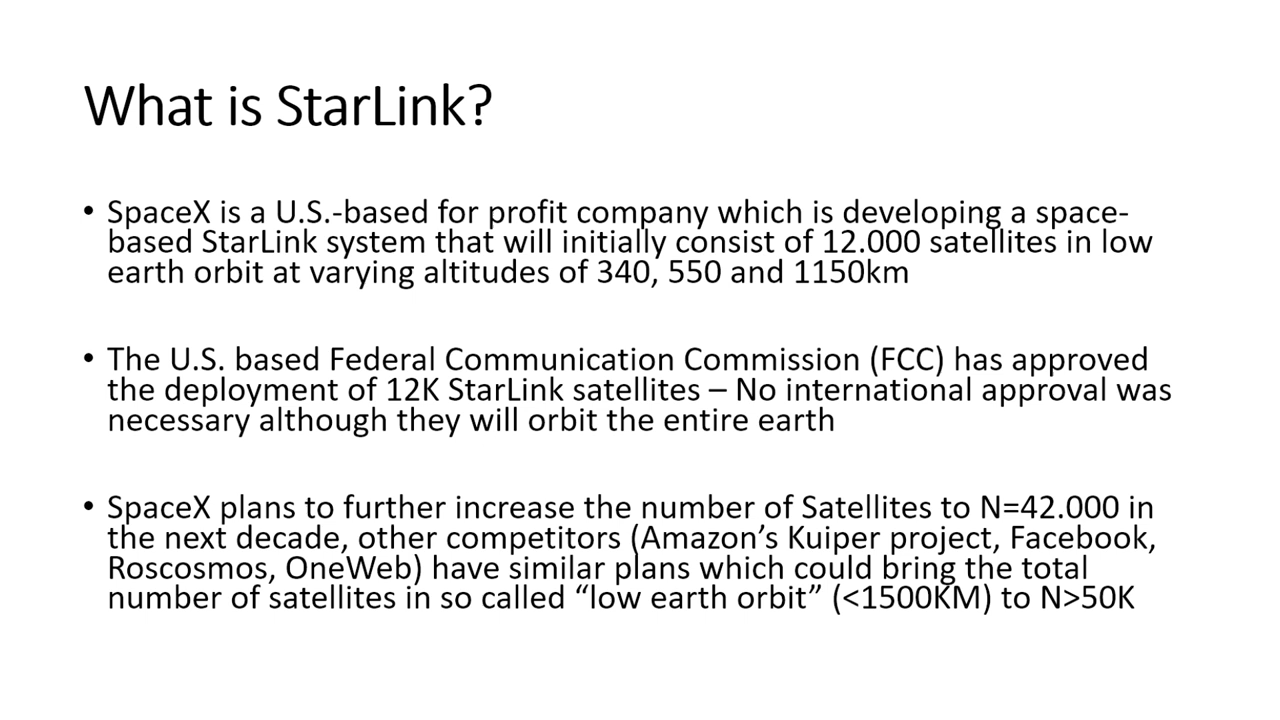 What is StarLink?
• SpaceX is a U.S.-based for profit company which is developing a space-
based StarLink system that will initially consist of 12.000 satellites in low
earth orbit at varying altitudes of 340, 550 and 1150km
• The U.S. based Federal Communication Commission (FCC) has approved
the deployment of 12K StarLink satellites – No international approval was
necessary although they will orbit the entire earth
• SpaceX plans to further increase the number of Satellites to N=42.000 in
the next decade, other competitors (Amazon’s Kuiper project, Facebook,
Roscosmos, OneWeb) have similar plans which could bring the total
number of satellites in so called “low earth orbit” (<1500KM) to N>50K